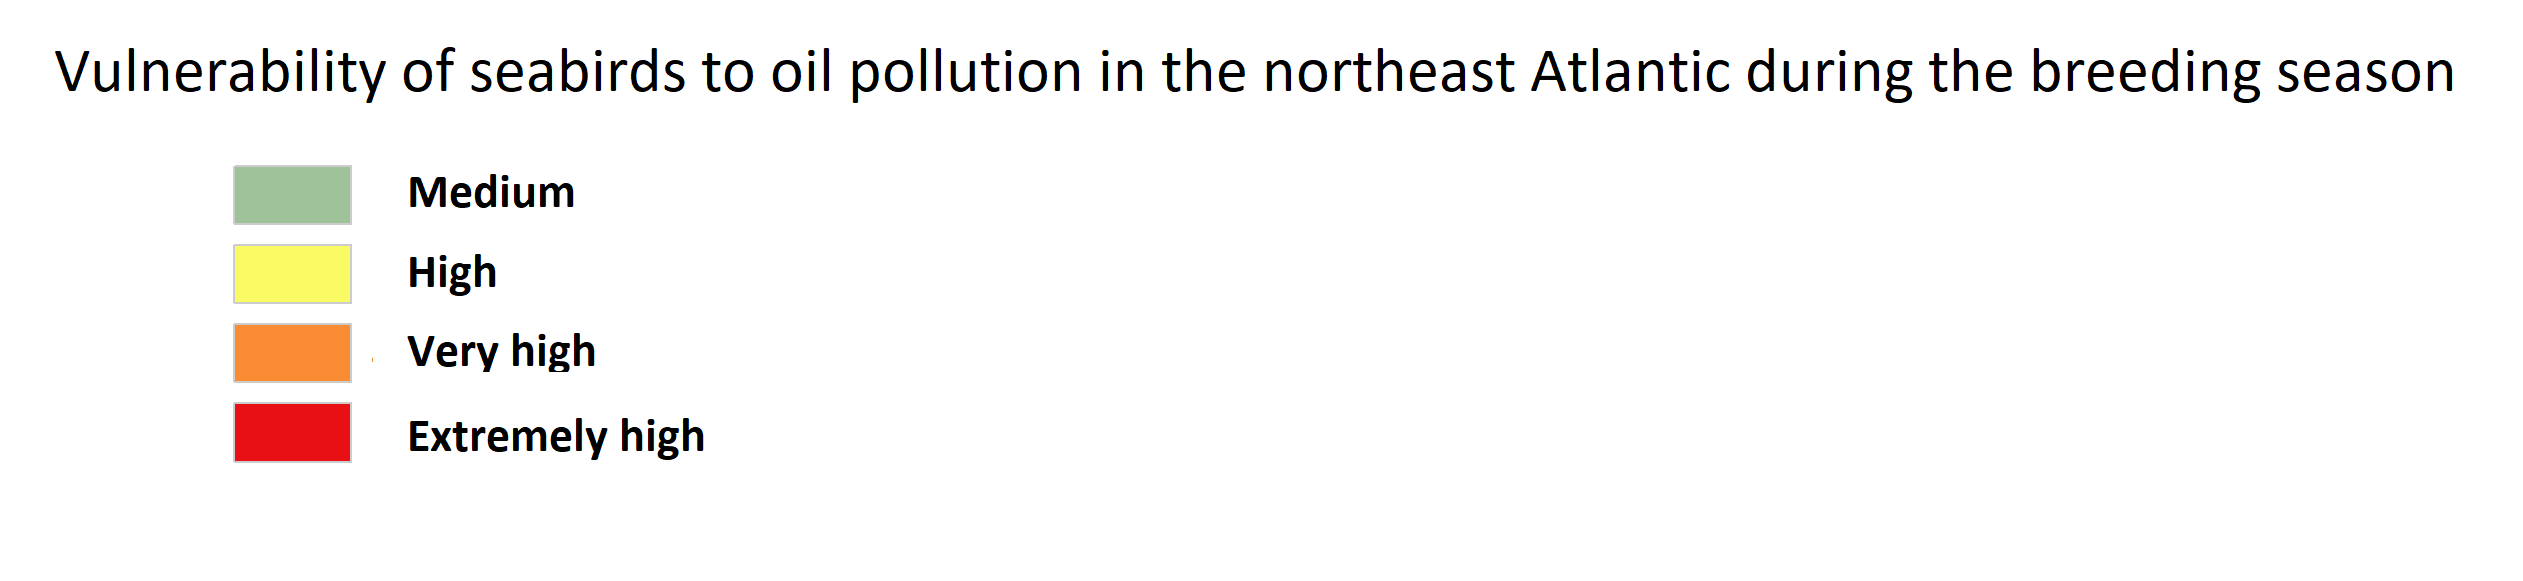 Vulnerability of seabirds to oil pollution in the northeast Atlantic during the breeding season
Medium
High
Very high
Extremely high